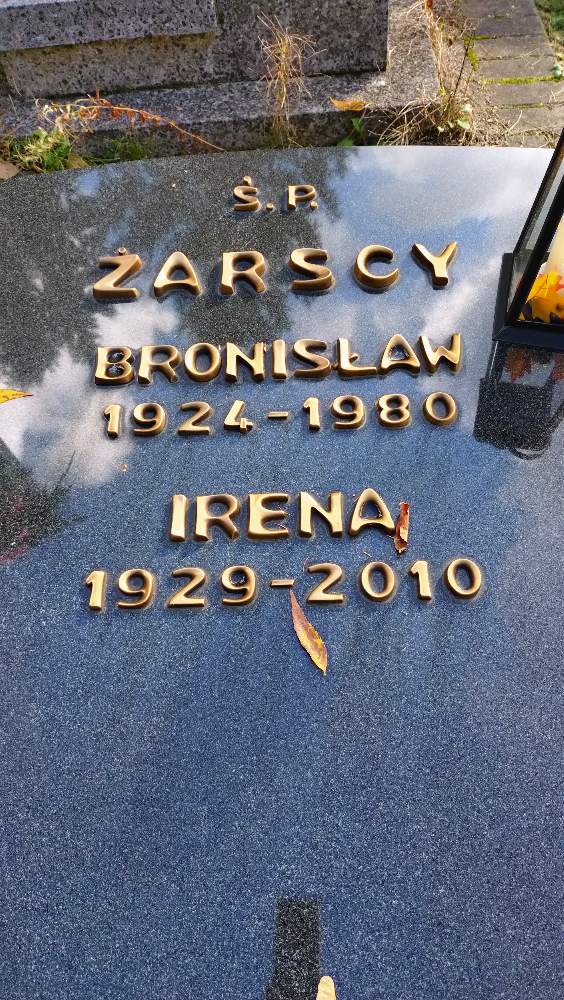 Ś. P.
ŻARSCY
BRONISŁAW
1924-1980
IRENA
1929-2010